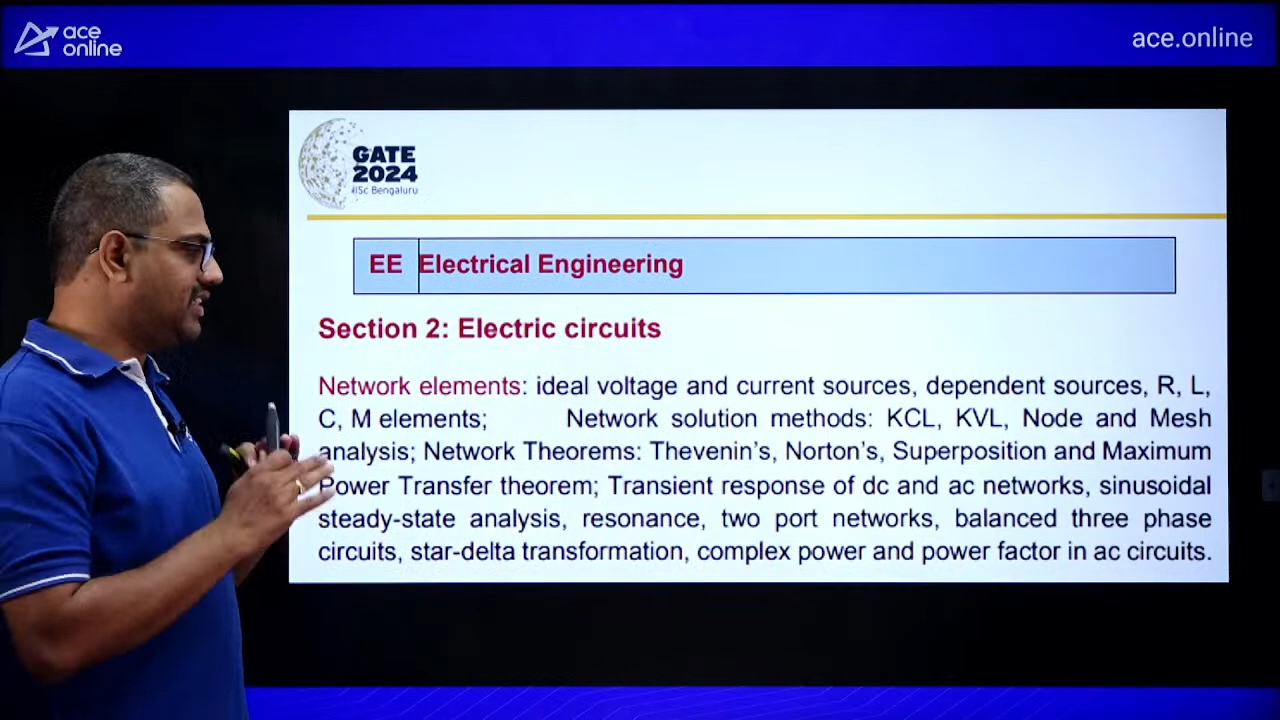 ace
online
ace.online
GATE
2024
IISc Bengaluru
EE Electrical Engineering
Section 2: Electric circuits
Network elements: ideal voltage and current sources, dependent sources, R, L,
C, M elements; Network solution methods: KCL, KVL, Node and Mesh
analysis; Network Theorems: Thevenin's, Norton's, Superposition and Maximum
Power Transfer theorem; Transient response of dc and ac networks, sinusoidal
steady-state analysis, resonance, two port networks, balanced three phase
circuits, star-delta transformation, complex power and power factor in ac circuits.